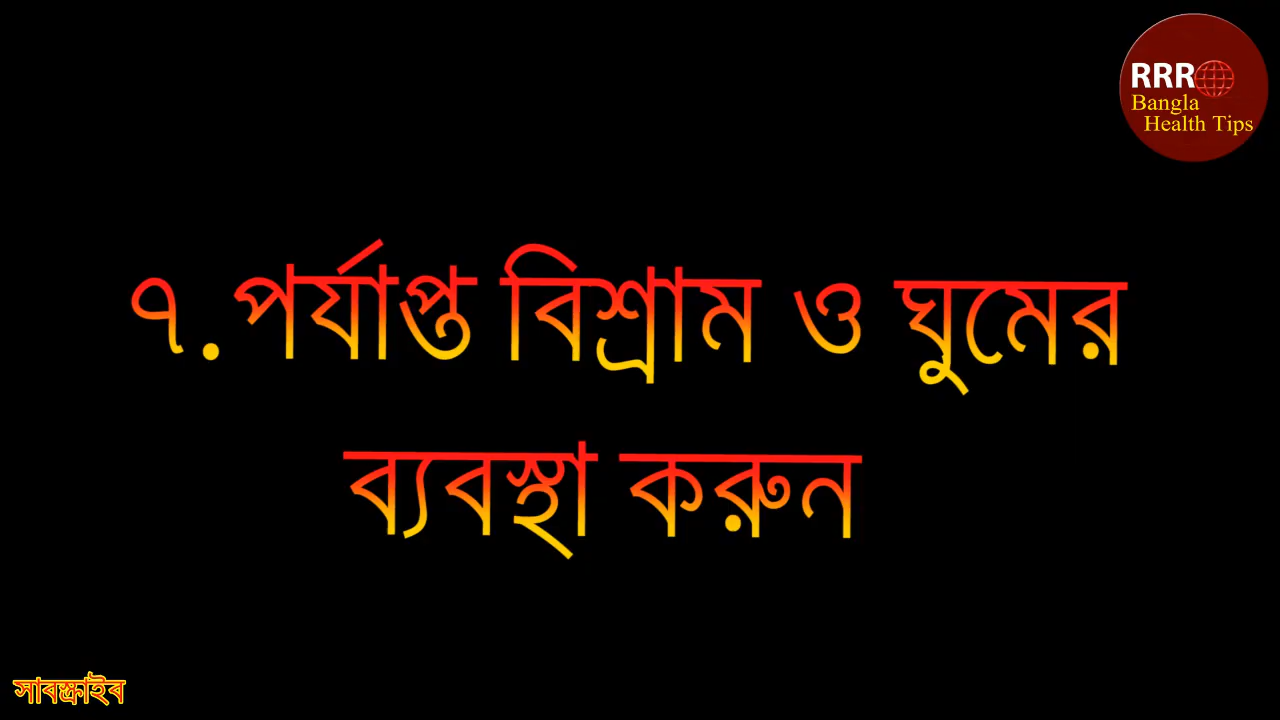 RRR
Bangla
Health Tips
৭.পর্যাপ্ত বিশ্রাম ও ঘুমের
ব্যবস্থা করুন
সাবস্ক্রাইব